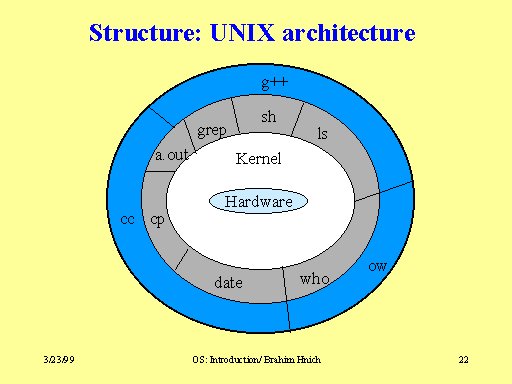 Structure: UNIX architecture
g++
sh
grep
ls
a.out
Kernel
Hardware
cc
cp
ow
who
date
3/23/99
OS: Introduction/ Brahim Hnich
22